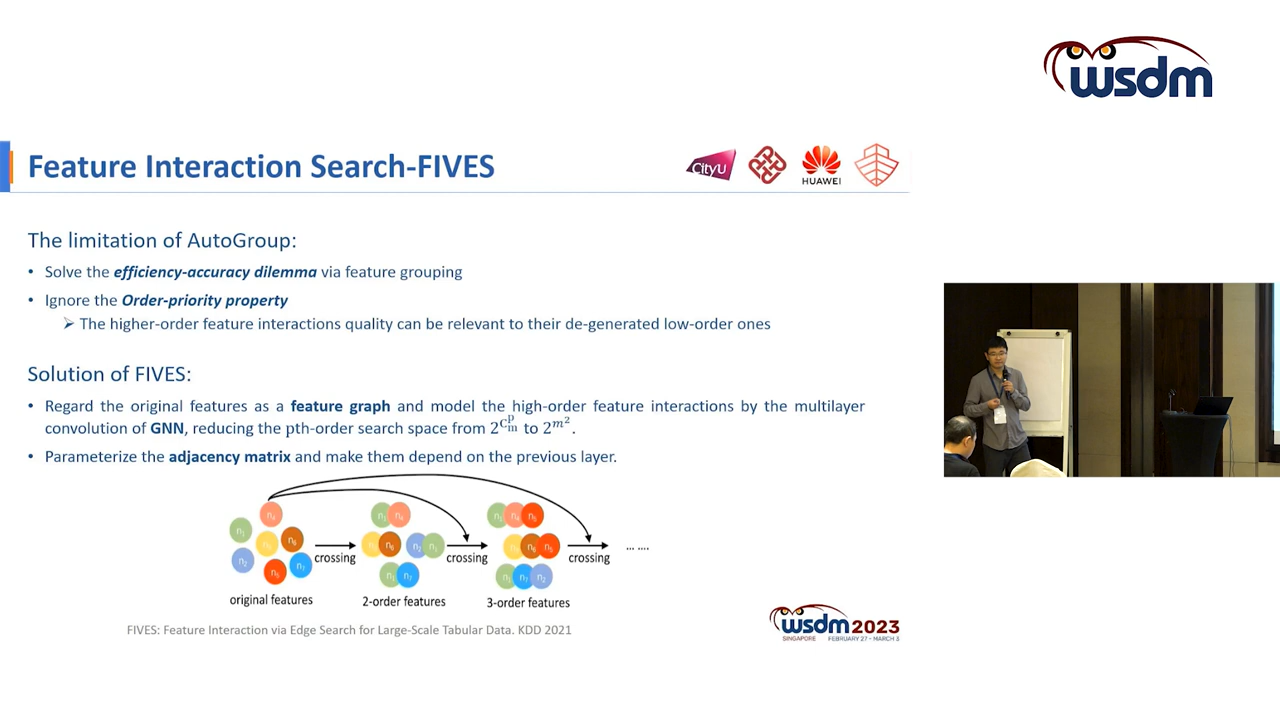 wsdm
Feature Interaction Search-FIVES
CityU
HUAWEI
The limitation of AutoGroup:
• Solve the efficiency-accuracy dilemma via feature grouping
• Ignore the Order-priority property
➢ The higher-order feature interactions quality can be relevant to their de-generated low-order ones
Solution of FIVES:
• Regard the original features as a feature graph and model the high-order feature interactions by the multilayer
convolution of GNN, reducing the pth-order search space from 2^{C_m^p} to 2^{m^2}.
• Parameterize the adjacency matrix and make them depend on the previous layer.
crossing
crossing
crossing
... ....
original features
2-order features
3-order features
FIVES: Feature Interaction via Edge Search for Large-Scale Tabular Data. KDD 2021
wsdm2023
SINGAPORE FEBRUARY 27 - MARCH 3